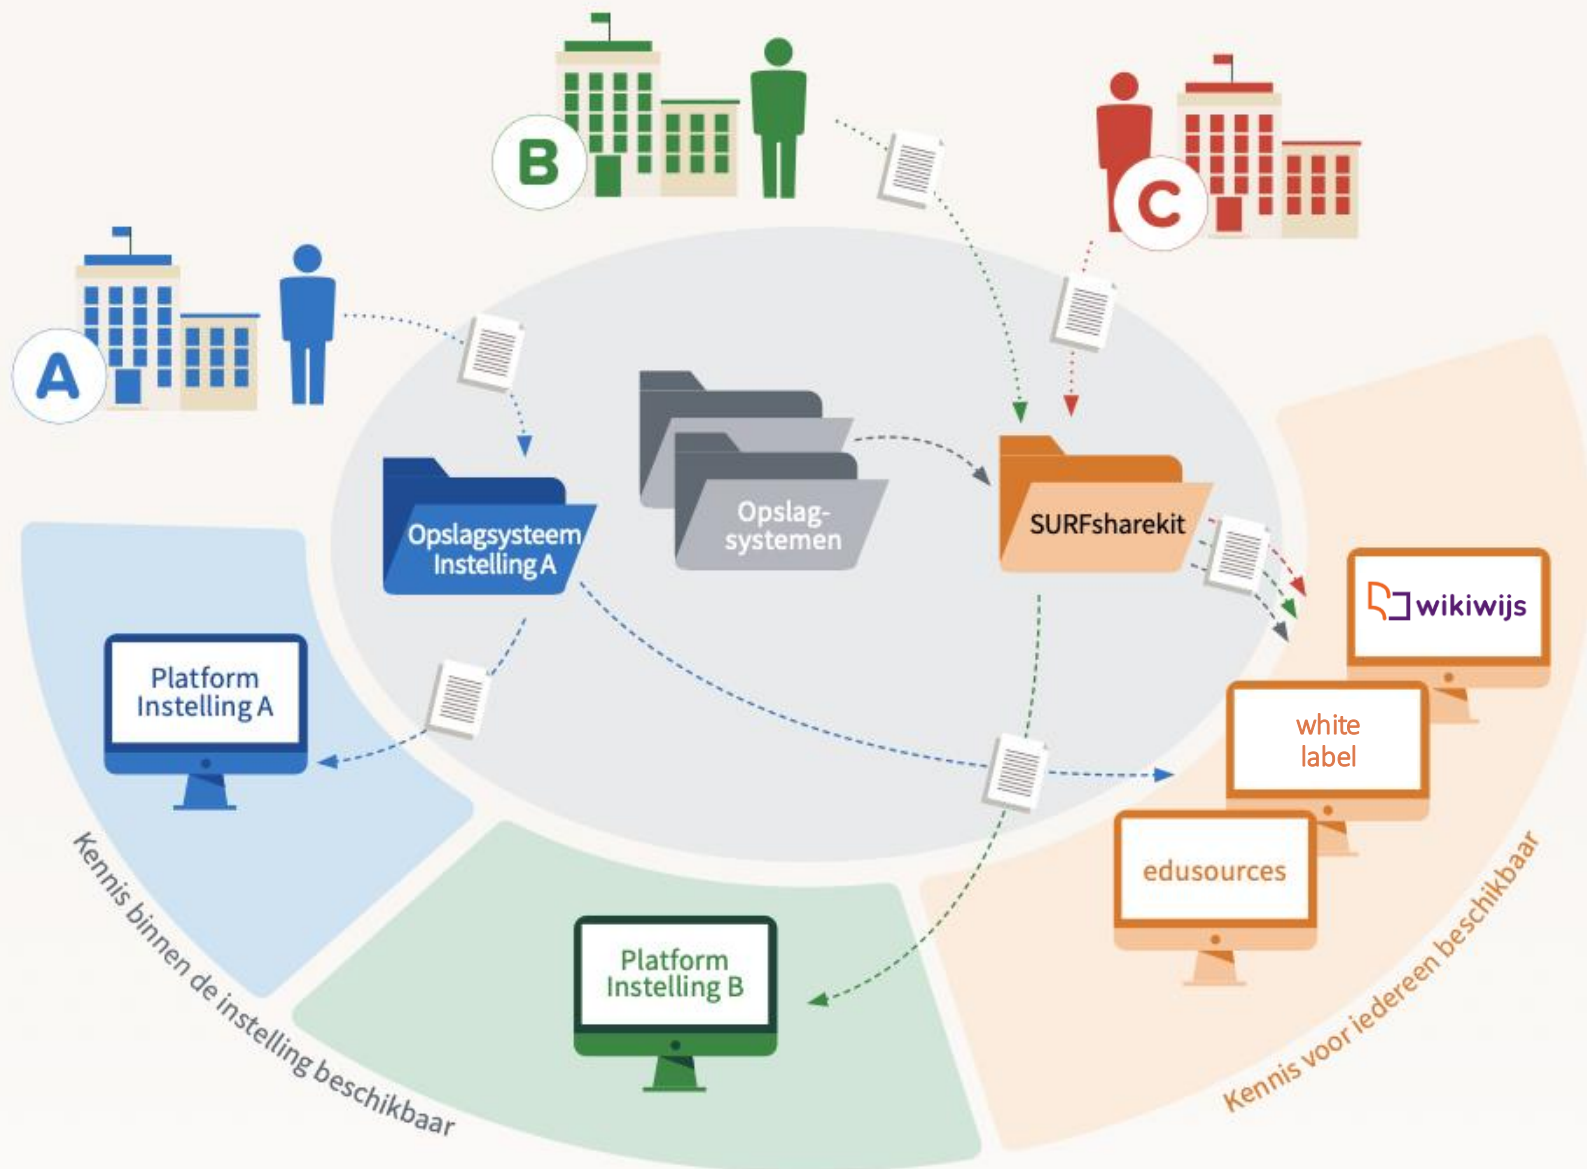 B
C
A
Opslag-
systemen
SURFsharekit
Opslagsysteem
Instelling A
wikiwijs
Platform
Instelling A
white
label
edusources
Platform
Instelling B
Kennis binnen de instelling beschikbaar
Kennis voor iedereen beschikbaar